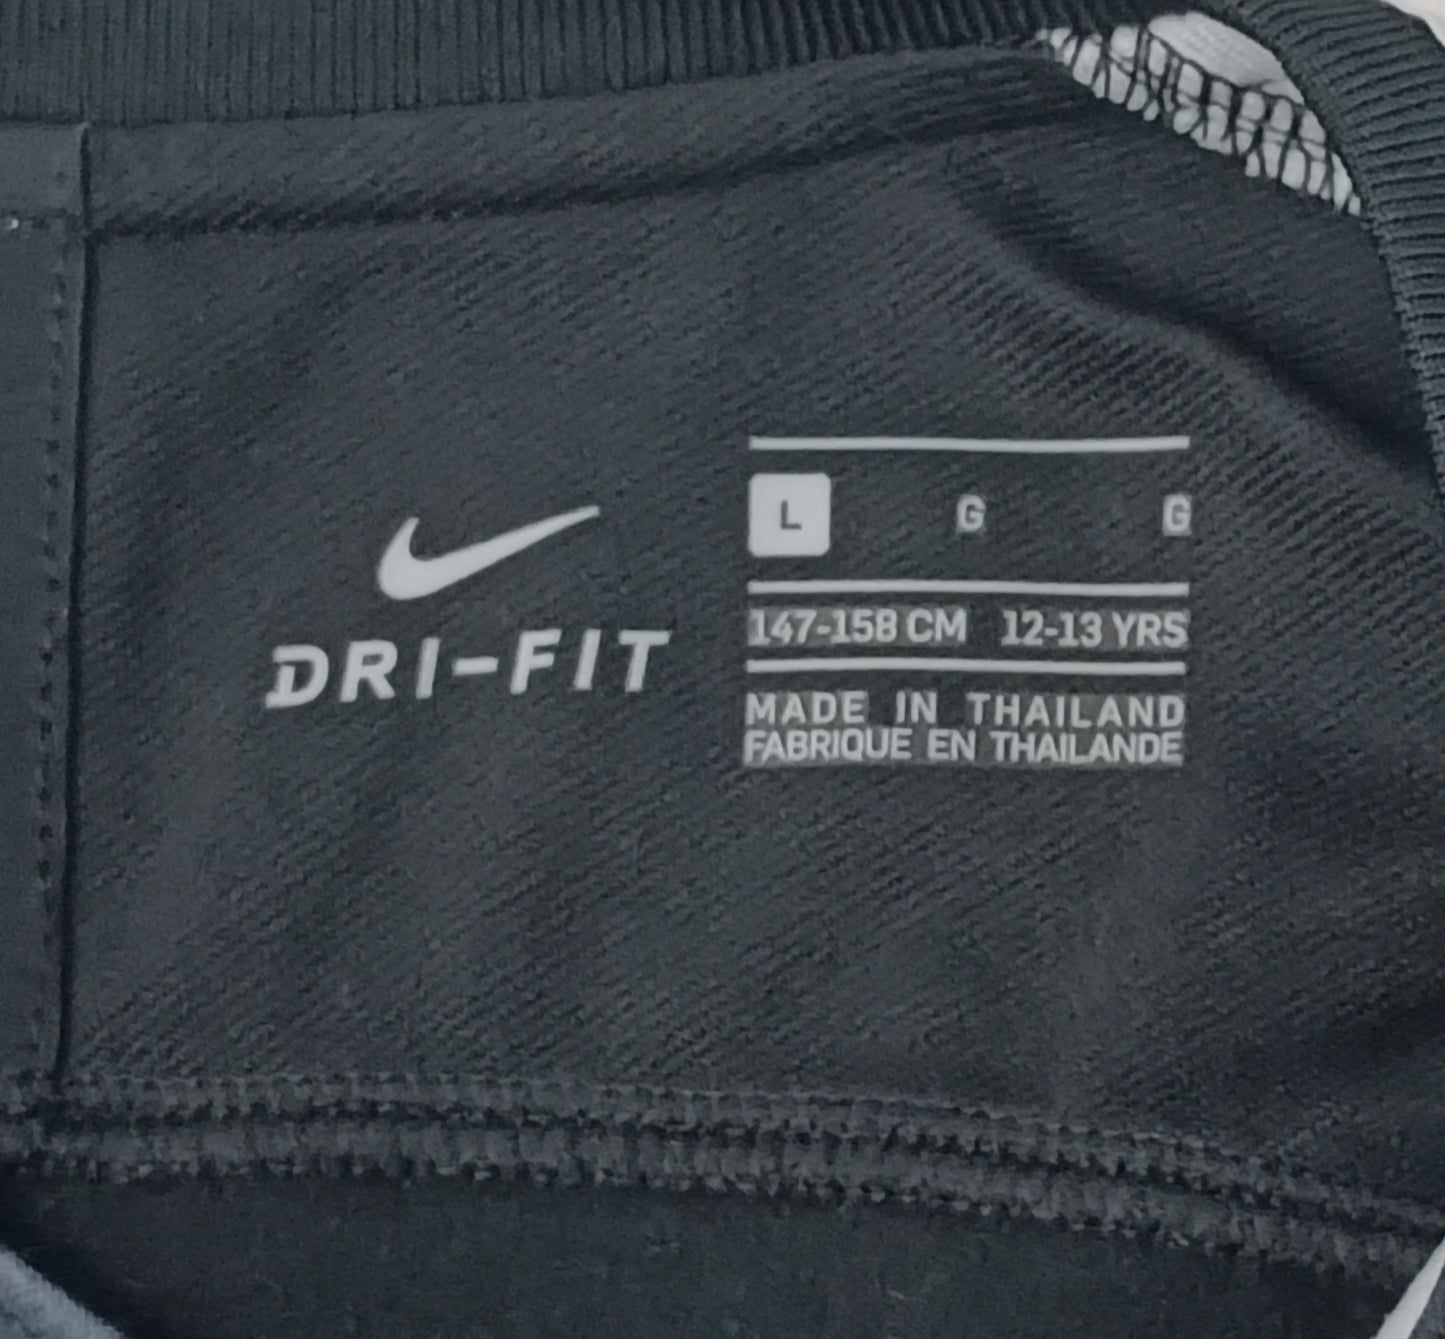 DRI-FIT
L G G
147-158 CM 12-13 YRS
MADE IN THAILAND
FABRIQUE EN THAILANDE